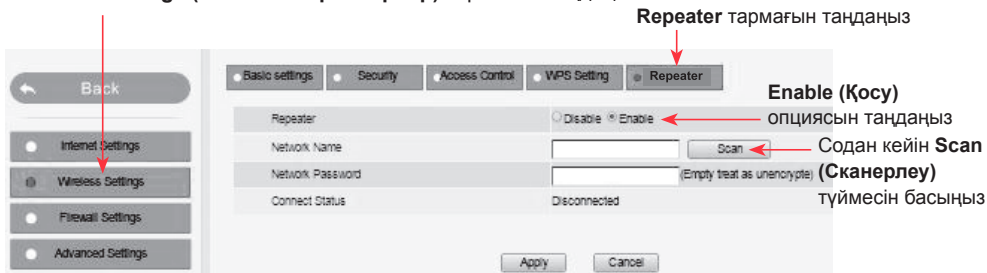 Repeater тармағын таңдаңыз
Back
Basic settings Security Access Control WPS Setting Repeater
Enable (Қосу)
опциясын таңдаңыз
Repeater Disable Enable
Internet Settings
Network Name Scan
Содан кейін Scan
(Сканерлеу)
түймесін басыңыз
Wireless Settings
Network Password (Empty treat as unencrypte)
Connect Status Disconnected
Firewall Settings
Advanced Settings
Apply Cancel